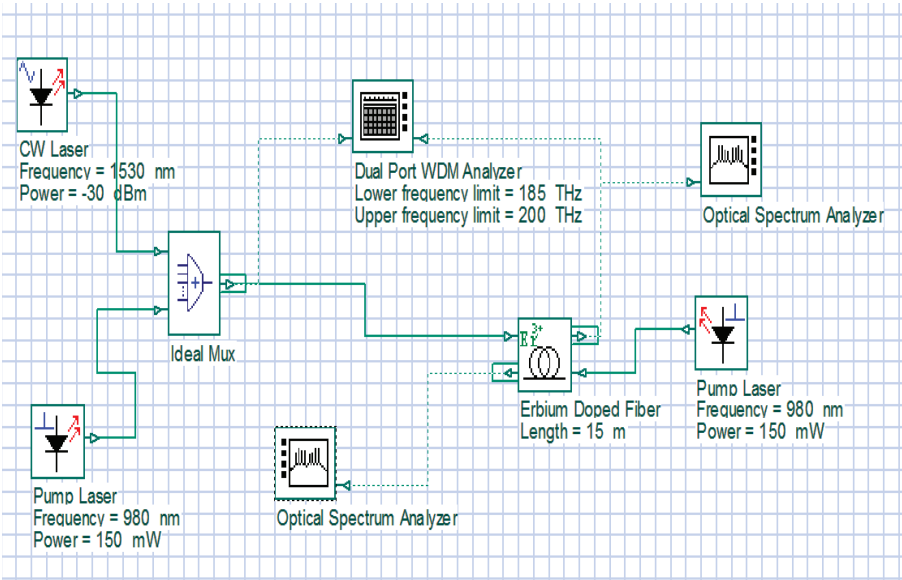 CW Laser
Frequency = 1530 nm
Power = -30 dBm
Dual Port WDM Analyzer
Lower frequency limit = 185 THz
Upper frequency limit = 200 THz
Optical Spectrum Analyzer
Ideal Mux
Er 3+
Erbium Doped Fiber
Length = 15 m
Pump Laser
Frequency = 980 nm
Power = 150 mW
Pump Laser
Frequency = 980 nm
Power = 150 mW
Optical Spectrum Analyzer